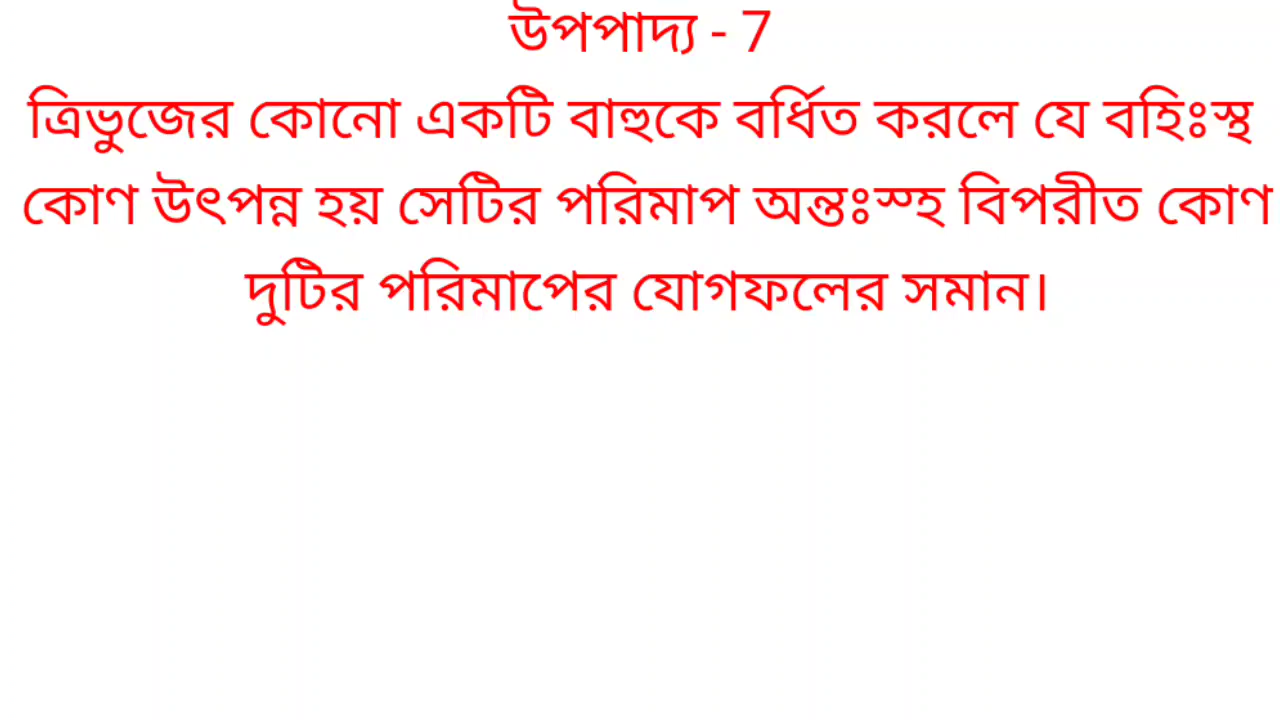 উপপাদ্য - 7
ত্রিভুজের কোনো একটি বাহুকে বর্ধিত করলে যে বহিঃস্থ
কোণ উৎপন্ন হয় সেটির পরিমাপ অন্তঃস্হ বিপরীত কোণ
দুটির পরিমাপের যোগফলের সমান।